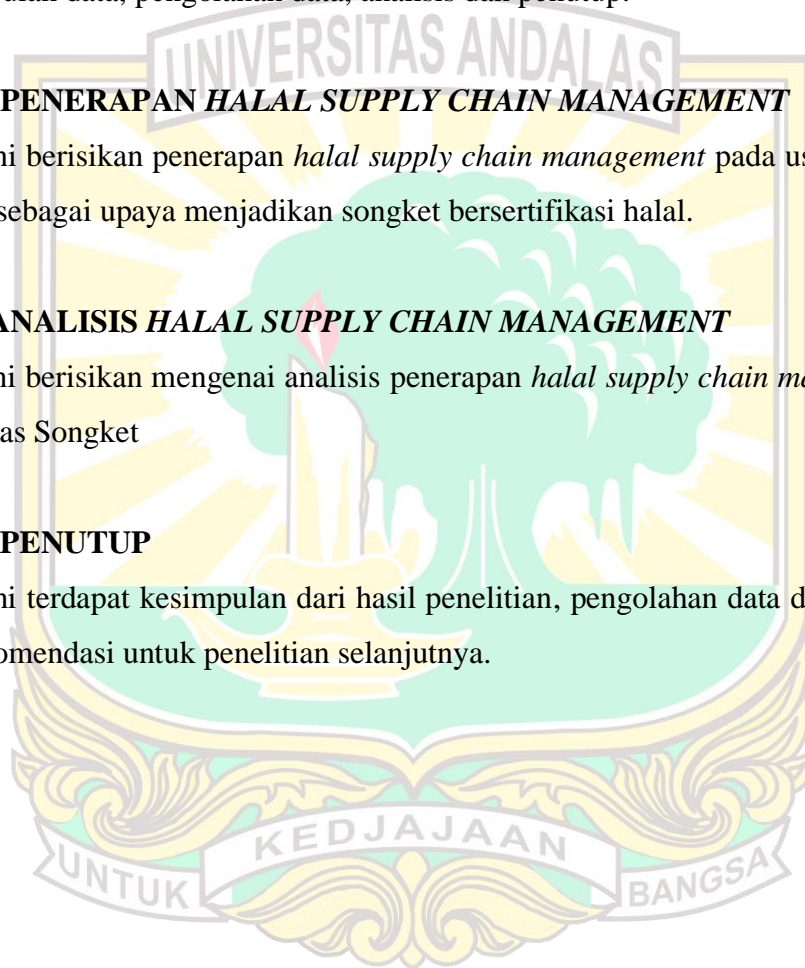 data, pengolahan data, analisis dan penutup.
UNIVERSITAS ANDALAS
PENERAPAN HALAL SUPPLY CHAIN MANAGEMENT
ni berisikan penerapan halal supply chain management pada us
sebagai upaya menjadikan songket bersertifikasi halal.
ANALISIS HALAL SUPPLY CHAIN MANAGEMENT
ni berisikan mengenai analisis penerapan halal supply chain ma
as Songket
PENUTUP
ni terdapat kesimpulan dari hasil penelitian, pengolahan data d
omendasi untuk penelitian selanjutnya.
UNTUK KEDJAJAAN BANGSA